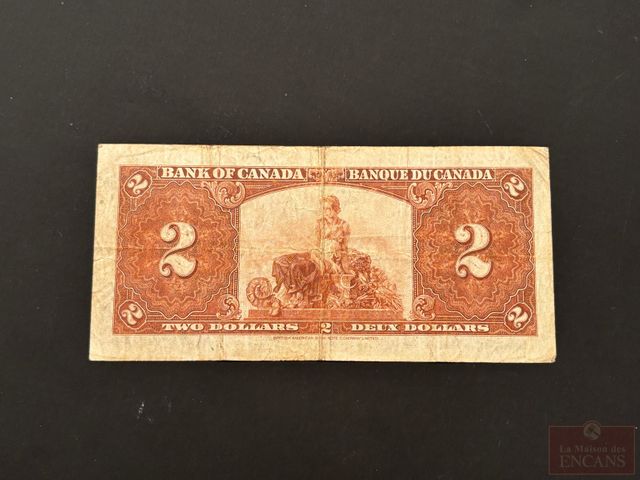 BANK OF CANADA BANQUE DU CANADA
2 2
2 2
2 2
TWO DOLLARS 2 DEUX DOLLARS
La Maison des
ENCANS